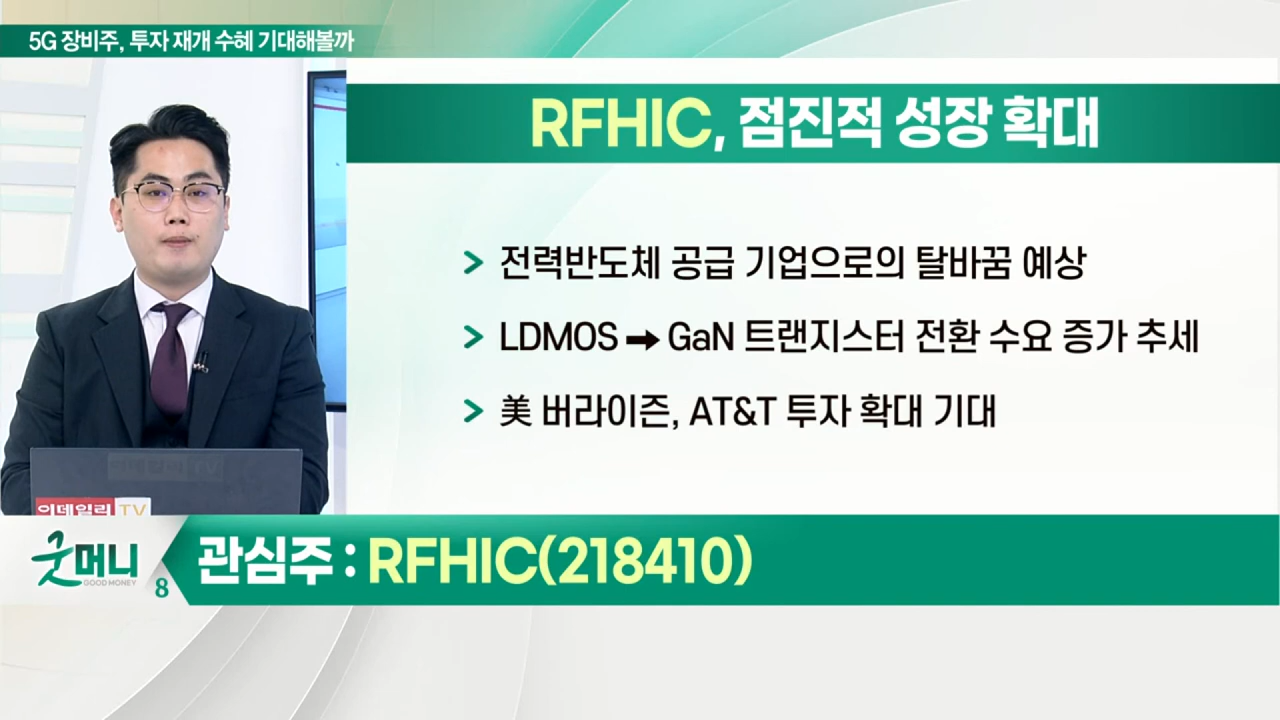 5G 장비주, 투자 재개 수혜 기대해볼까
RFHIC, 점진적 성장 확대
> 전력반도체 공급 기업으로의 탈바꿈 예상
> LDMOS ➡ GaN 트랜지스터 전환 수요 증가 추세
> 美 버라이즌, AT&T 투자 확대 기대
이데일리 TV
굿머니
GOOD MONEY
8
관심주 : RFHIC(218410)